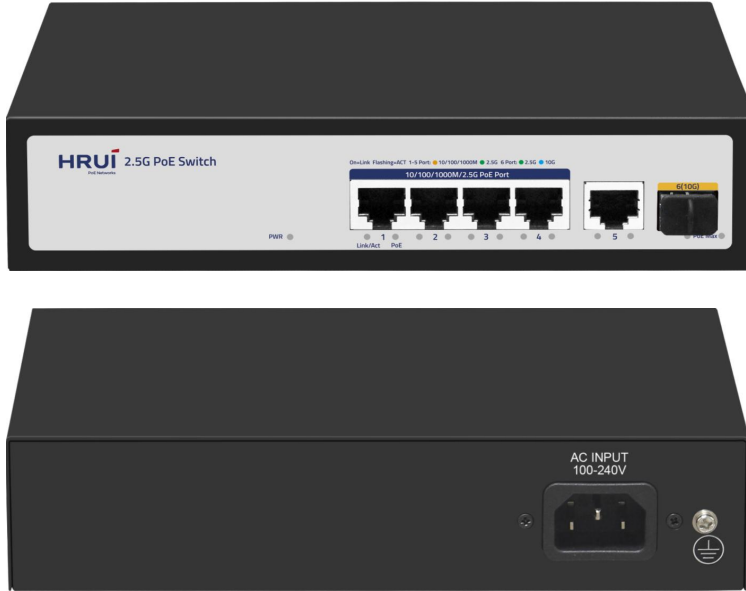 HRUI
PoE Networks
2.5G PoE Switch
On=Link Flashing=ACT 1-5 Port: 10/100/1000M 2.5G 6 Port: 2.5G 10G
10/100/1000M/2.5G PoE Port
6(10G)
PWR
1 2 3 4 5
PoE Max
Link/Act PoE
AC INPUT
100-240V